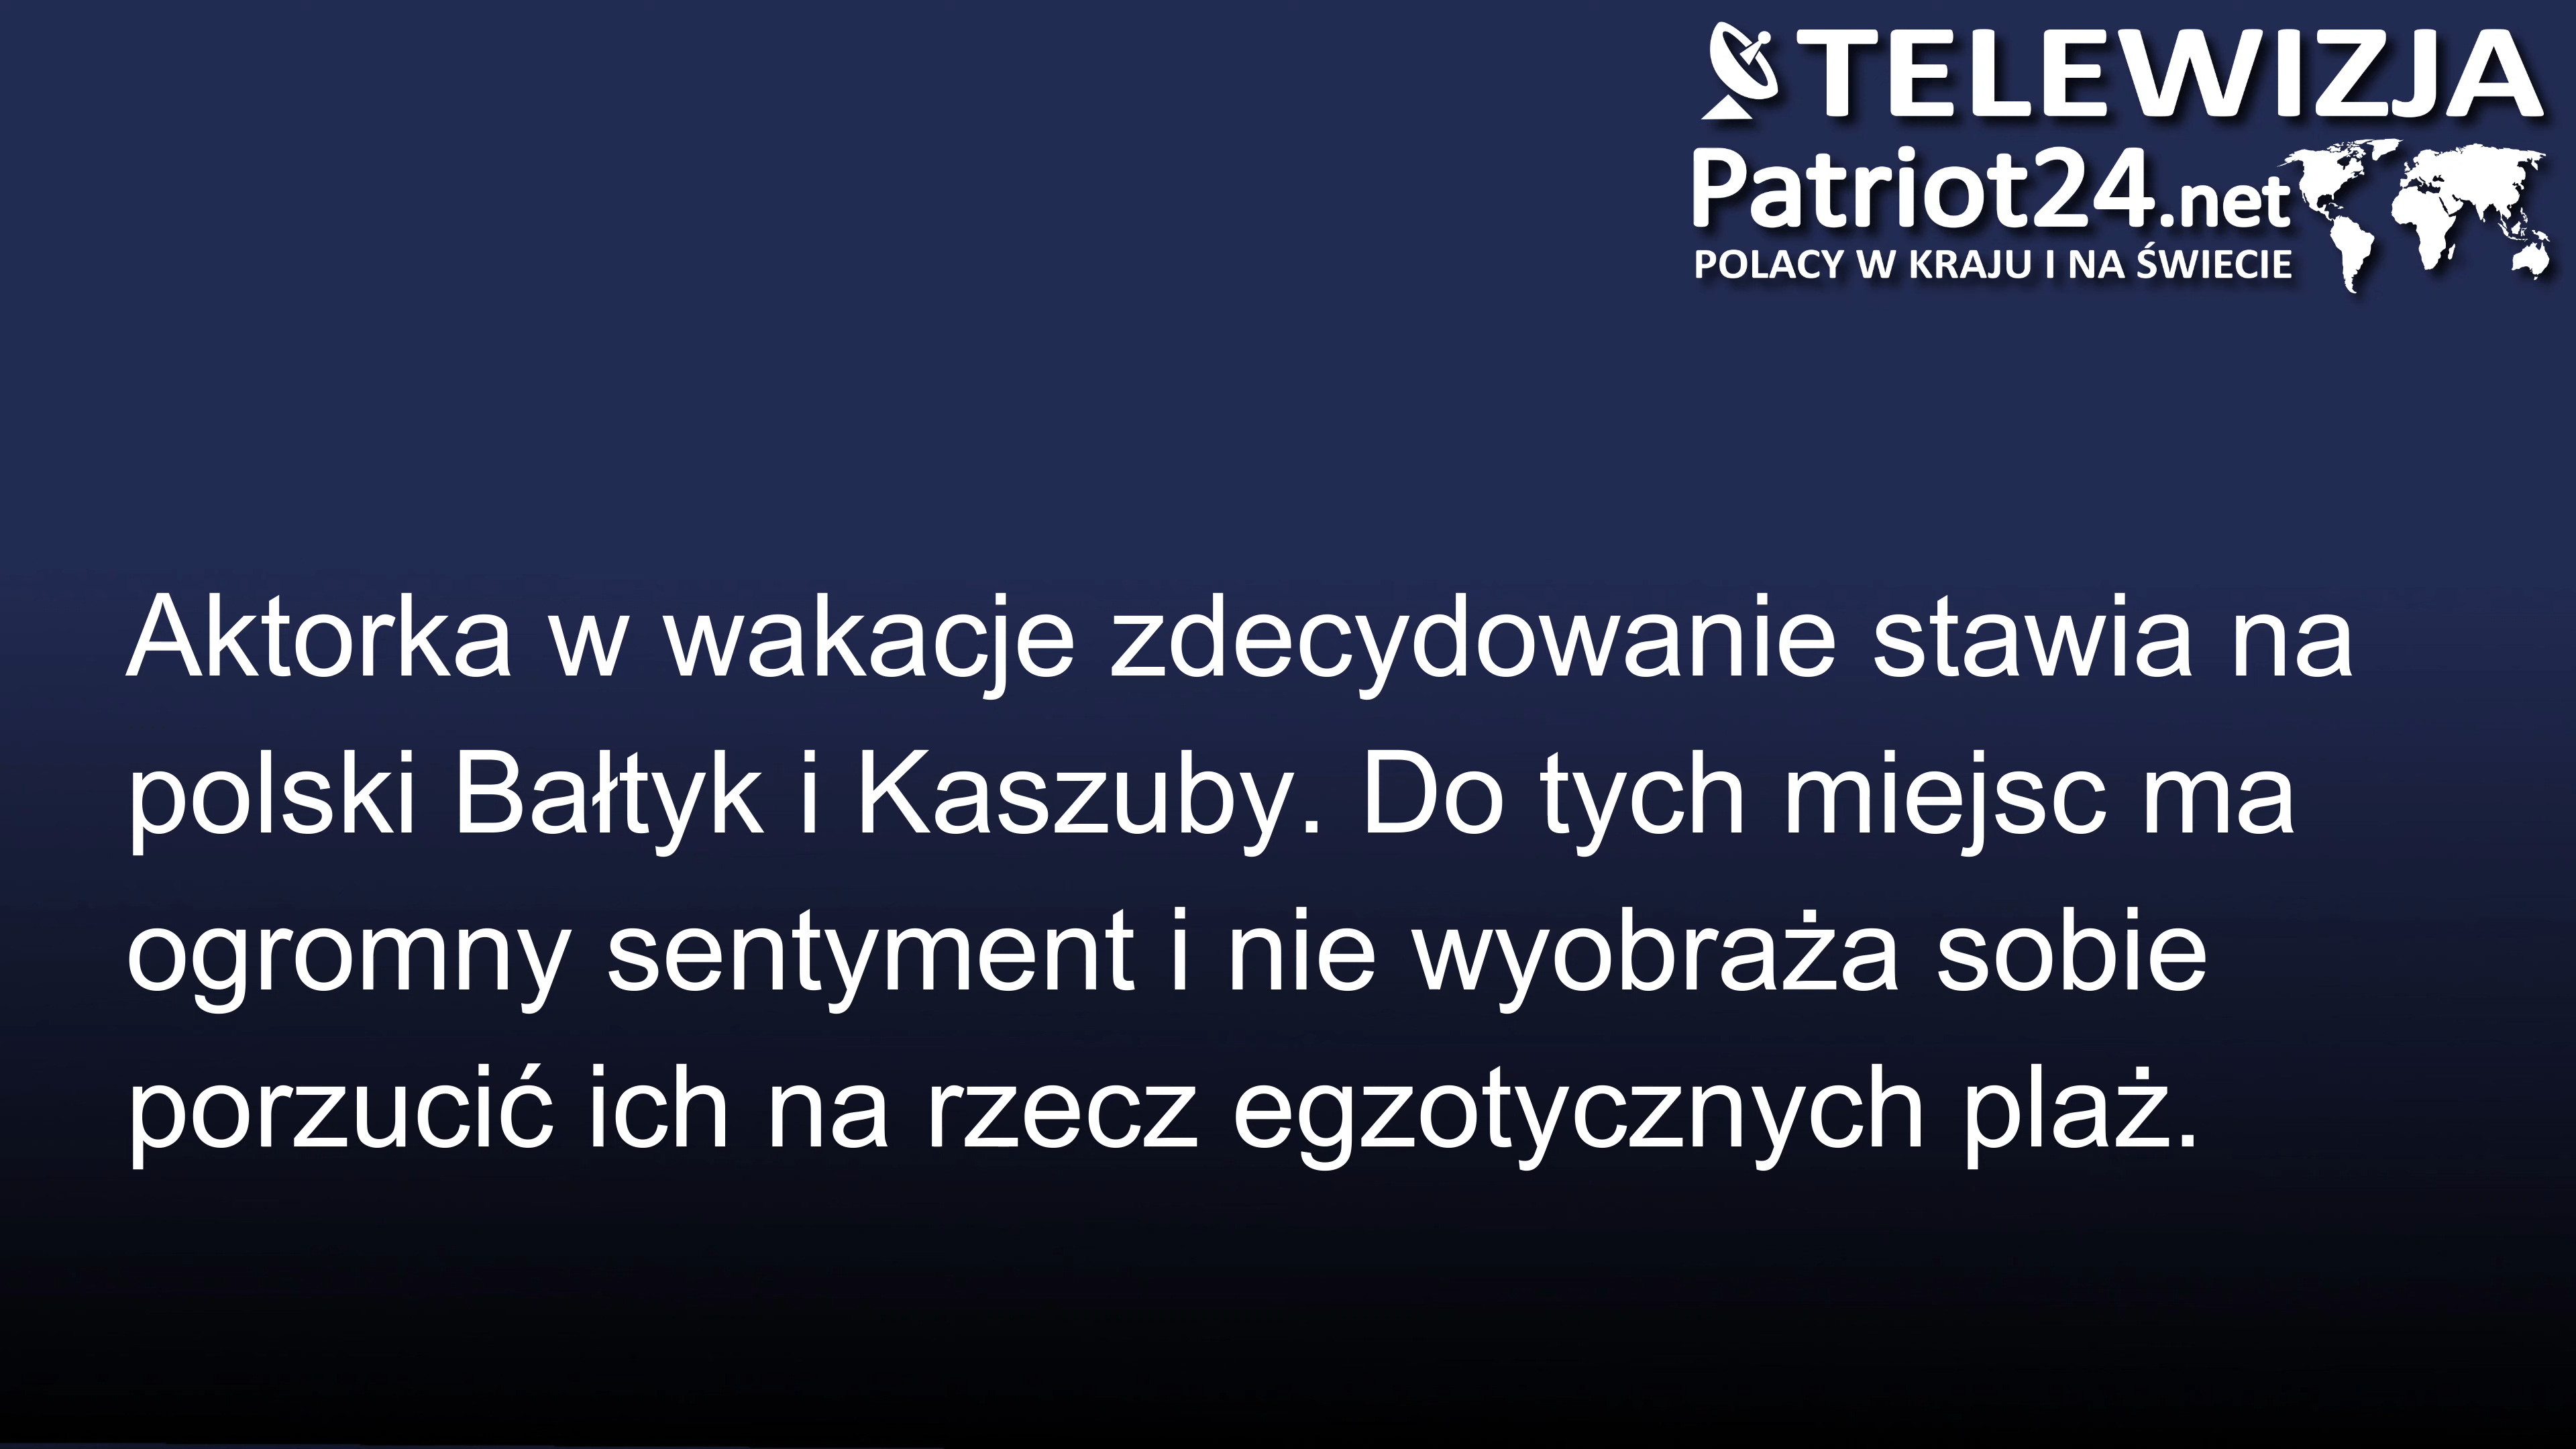 TELEWIZJA
Patriot24.net
POLACY W KRAJU I NA ŚWIECIE
Aktorka w wakacje zdecydowanie stawia na
polski Bałtyk i Kaszuby. Do tych miejsc ma
ogromny sentyment i nie wyobraża sobie
porzucić ich na rzecz egzotycznych plaż.